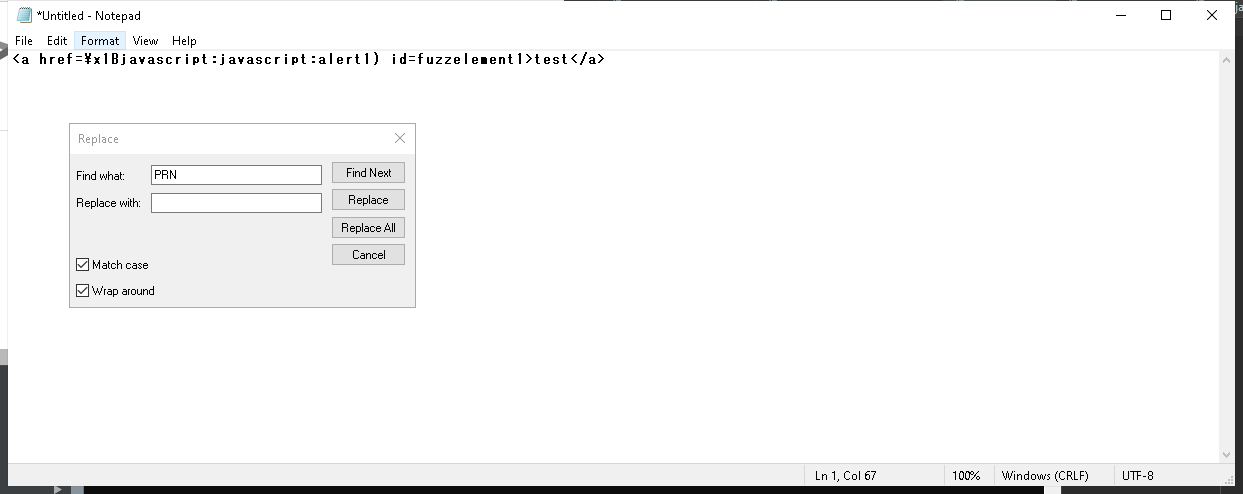 *Untitled - Notepad
File Edit Format View Help
<a href=¥x1Bjavascript:javascript:alert1) id=fuzzelement1>test</a>
Replace
Find what: PRN Find Next
Replace with: Replace
Replace All
Cancel
Match case
Wrap around
Ln 1, Col 67 100% Windows (CRLF) UTF-8